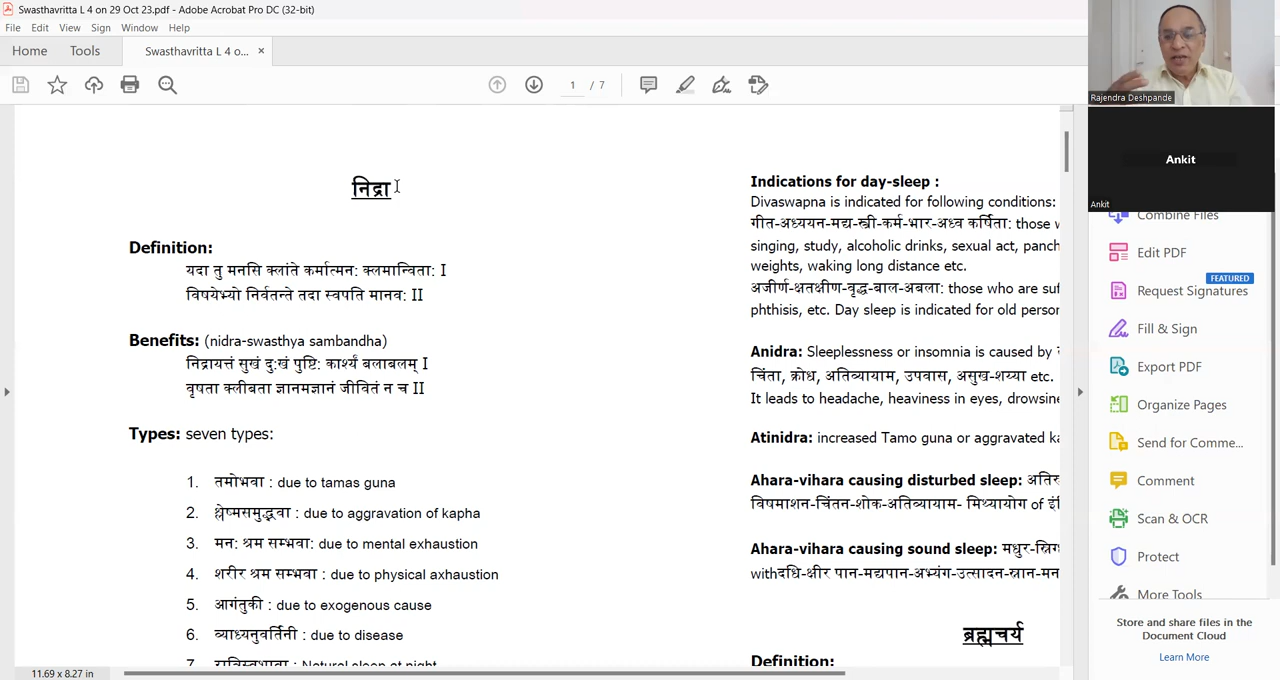 Swasthavritta L 4 on 29 Oct 23.pdf - Adobe Acrobat Pro DC (32-bit)
File Edit View Sign Window Help
Home Tools Swasthavritta L 4 o... ×
1 / 7
निद्रा
Definition:
यदा तु मनसि क्लांते कर्मात्मन: क्लमान्विता: I
विषयेभ्यो निर्वतन्ते तदा स्वपति मानव: II
Benefits: (nidra-swasthya sambandha)
निद्रायत्तं सुखं दु:खं पुष्टि: कार्श्यं बलाबलम् I
वृषता क्लीबता ज्ञानमज्ञानं जीवितं न च II
Types: seven types:
1. तमोभवा : due to tamas guna
2. श्लेष्मसमुद्भवा : due to aggravation of kapha
3. मन: श्रम सम्भवा: due to mental exhaustion
4. शरीर श्रम सम्भवा : due to physical axhaustion
5. आगंतुकी : due to exogenous cause
6. व्याध्यनुवर्तिनी : due to disease
7. रात्रिस्वभावा : Natural sleep at night
Indications for day-sleep :
Divaswapna is indicated for following conditions:
गीत-अध्ययन-मद्य-स्त्री-कर्म-भार-अध्व कर्षिता: those
singing, study, alcoholic drinks, sexual act, panch
weights, waking long distance etc.
अजीर्ण-क्षतक्षीण-वृद्ध-बाल-अबला: those who are suf
phthisis, etc. Day sleep is indicated for old person
Anidra: Sleeplessness or insomnia is caused by
चिंता, क्रोध, अतिव्यायाम, उपवास, असुख-शय्या etc.
It leads to headache, heaviness in eyes, drowsine
Atinidra: increased Tamo guna or aggravated ka
Ahara-vihara causing disturbed sleep:
विषमाशन-चिंतन-शोक-अतिव्यायाम- मिथ्यायोग of
Ahara-vihara causing sound sleep: मधुर-स्निग्
withदधि-क्षीर पान-मद्यपान-अभ्यंग-उत्सादन-स्नान-मन
ब्रह्मचर्य
Definition:
11.69 x 8.27 in
Rajendra Deshpande
Ankit
Ankit
Combine Files
Edit PDF
FEATURED
Request Signatures
Fill & Sign
Export PDF
Organize Pages
Send for Comme...
Comment
Scan & OCR
Protect
More Tools
Store and share files in the
Document Cloud
Learn More